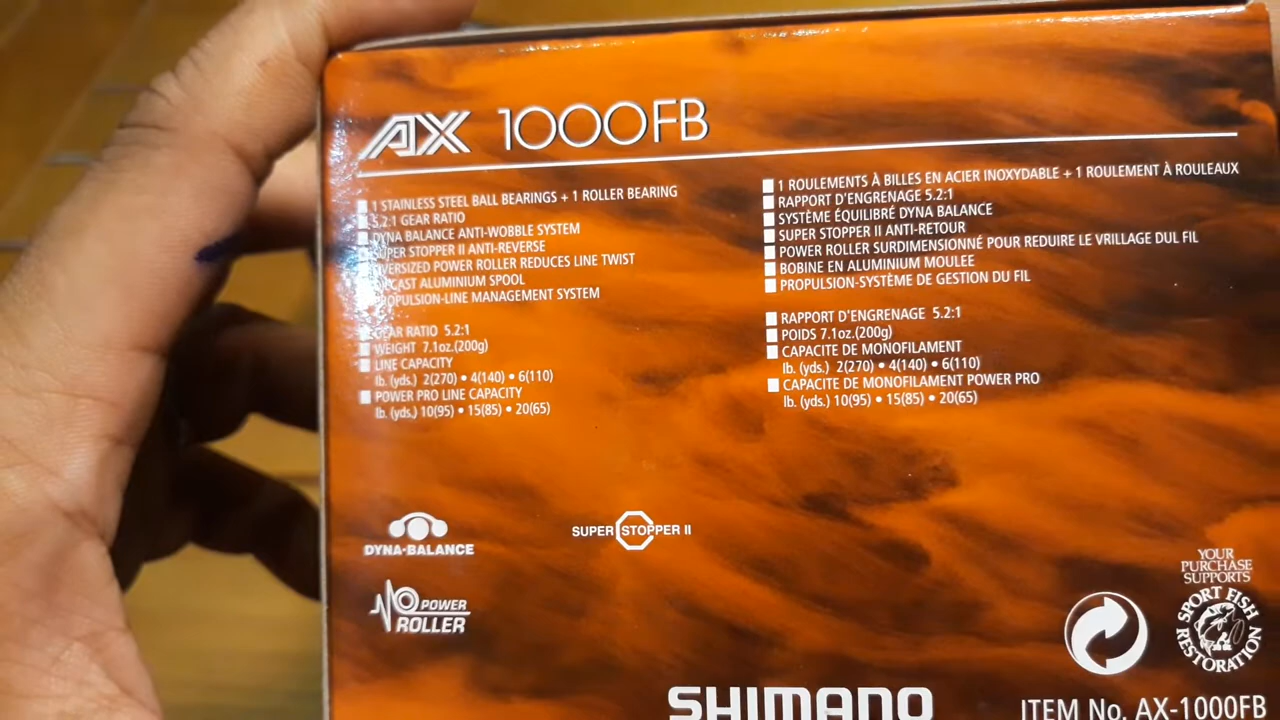 AX 1000FB
1 STAINLESS STEEL BALL BEARINGS + 1 ROLLER BEARING
5.2:1 GEAR RATIO
DYNA BALANCE ANTI-WOBBLE SYSTEM
SUPER STOPPER II ANTI-REVERSE
OVERSIZED POWER ROLLER REDUCES LINE TWIST
DIECAST ALUMINIUM SPOOL
PROPULSION-LINE MANAGEMENT SYSTEM
GEAR RATIO 5.2:1
WEIGHT 7.1oz.(200g)
LINE CAPACITY
lb. (yds.) 2(270) • 4(140) • 6(110)
POWER PRO LINE CAPACITY
lb. (yds.) 10(95) • 15(85) • 20(65)
1 ROULEMENTS À BILLES EN ACIER INOXYDABLE + 1 ROULEMENT À ROULEAUX
RAPPORT D'ENGRENAGE 5.2:1
SYSTÈME ÉQUILIBRÉ DYNA BALANCE
SUPER STOPPER II ANTI-RETOUR
POWER ROLLER SURDIMENSIONNÉ POUR REDUIRE LE VRILLAGE DUL FIL
BOBINE EN ALUMINIUM MOULEE
PROPULSION-SYSTÈME DE GESTION DU FIL
RAPPORT D'ENGRENAGE 5.2:1
POIDS 7.1oz.(200g)
CAPACITE DE MONOFILAMENT
lb. (yds.) 2(270) • 4(140) • 6(110)
CAPACITE DE MONOFILAMENT POWER PRO
lb. (yds.) 10(95) • 15(85) • 20(65)
DYNA-BALANCE
SUPER STOPPER II
POWER
ROLLER
YOUR
PURCHASE
SUPPORTS
SPORT FISH
RESTORATION
SHIMANO
ITEM No. AX-1000FB